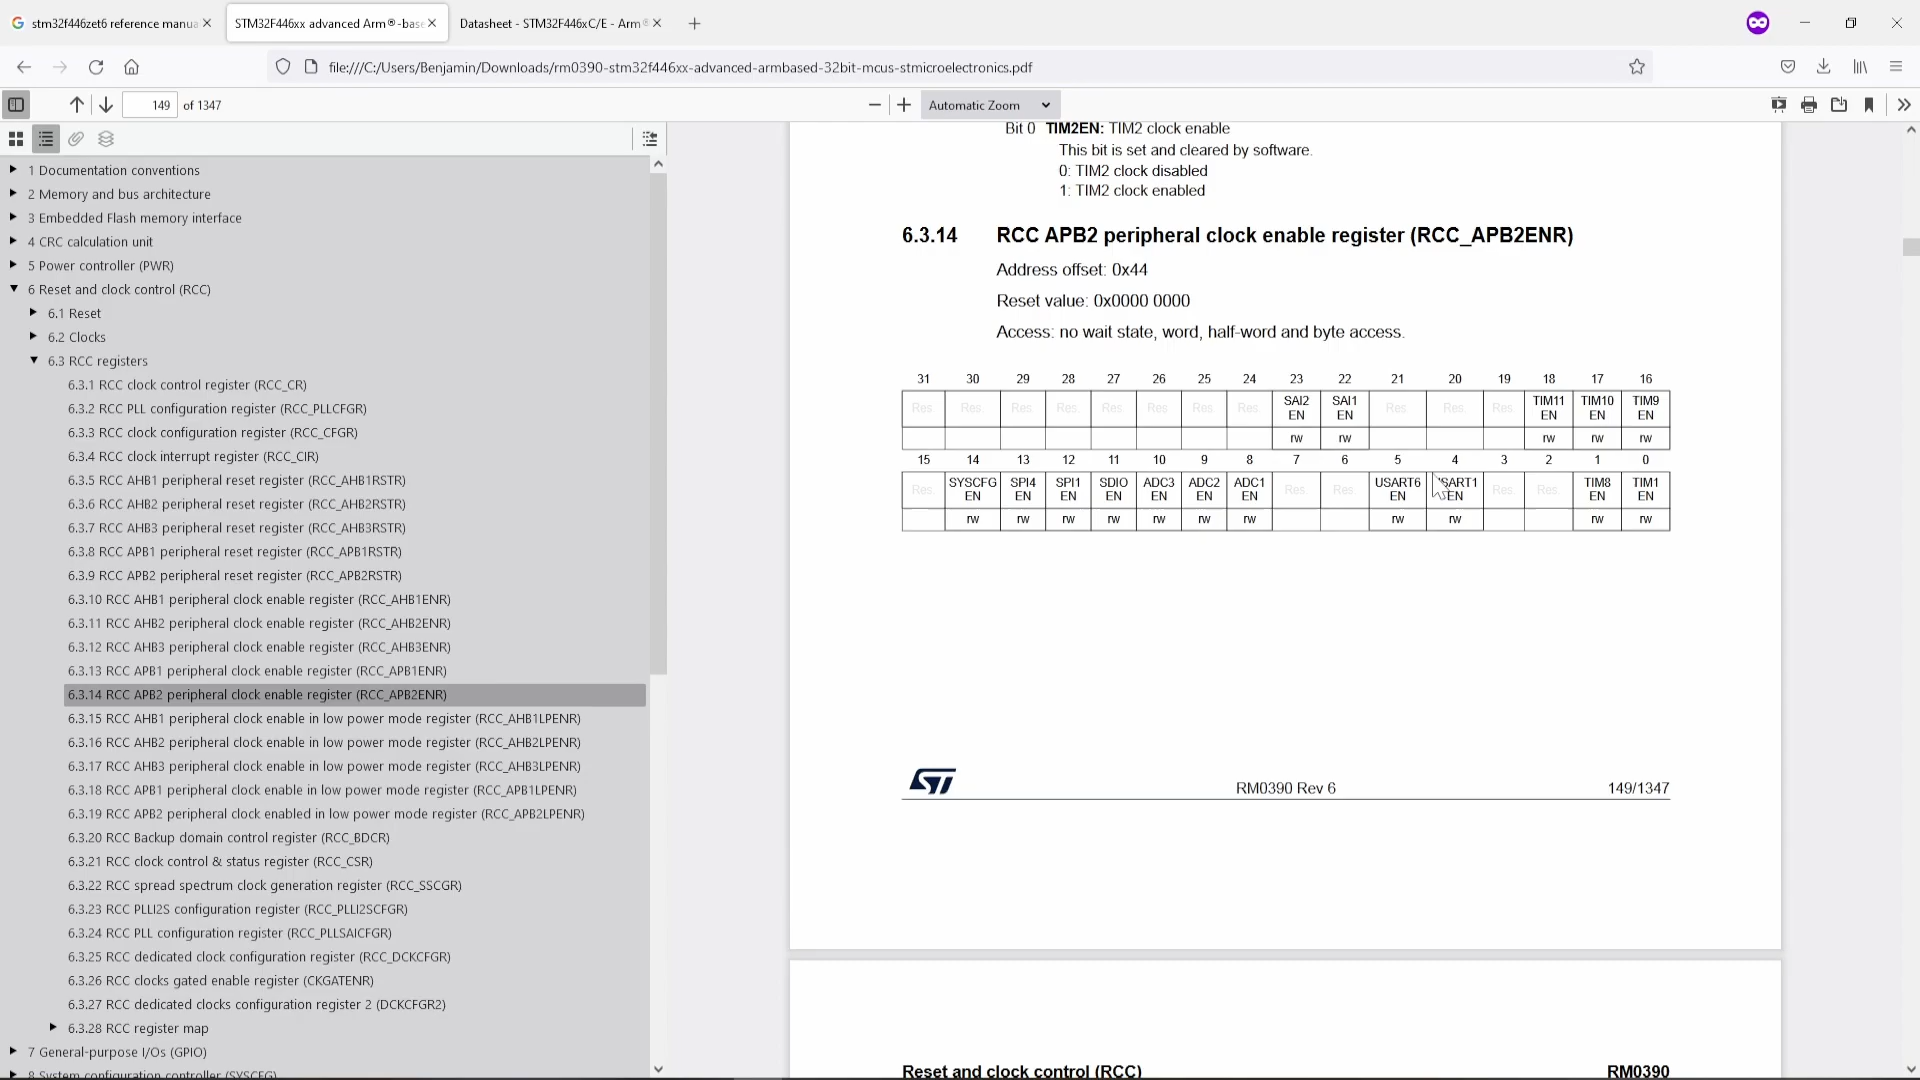 stm32f446zet6 reference manua
STM32F446xx advanced Arm®-base
Datasheet - STM32F446xC/E - Arm®
file:///C:/Users/Benjamin/Downloads/rm0390-stm32f446xx-advanced-armbased-32bit-mcus-stmicroelectronics.pdf
149 of 1347
Automatic Zoom
1 Documentation conventions
2 Memory and bus architecture
3 Embedded Flash memory interface
4 CRC calculation unit
5 Power controller (PWR)
6 Reset and clock control (RCC)
6.1 Reset
6.2 Clocks
6.3 RCC registers
6.3.1 RCC clock control register (RCC_CR)
6.3.2 RCC PLL configuration register (RCC_PLLCFGR)
6.3.3 RCC clock configuration register (RCC_CFGR)
6.3.4 RCC clock interrupt register (RCC_CIR)
6.3.5 RCC AHB1 peripheral reset register (RCC_AHB1RSTR)
6.3.6 RCC AHB2 peripheral reset register (RCC_AHB2RSTR)
6.3.7 RCC AHB3 peripheral reset register (RCC_AHB3RSTR)
6.3.8 RCC APB1 peripheral reset register (RCC_APB1RSTR)
6.3.9 RCC APB2 peripheral reset register (RCC_APB2RSTR)
6.3.10 RCC AHB1 peripheral clock enable register (RCC_AHB1ENR)
6.3.11 RCC AHB2 peripheral clock enable register (RCC_AHB2ENR)
6.3.12 RCC AHB3 peripheral clock enable register (RCC_AHB3ENR)
6.3.13 RCC APB1 peripheral clock enable register (RCC_APB1ENR)
6.3.14 RCC APB2 peripheral clock enable register (RCC_APB2ENR)
6.3.15 RCC AHB1 peripheral clock enable in low power mode register (RCC_AHB1LPENR)
6.3.16 RCC AHB2 peripheral clock enable in low power mode register (RCC_AHB2LPENR)
6.3.17 RCC AHB3 peripheral clock enable in low power mode register (RCC_AHB3LPENR)
6.3.18 RCC APB1 peripheral clock enable in low power mode register (RCC_APB1LPENR)
6.3.19 RCC APB2 peripheral clock enabled in low power mode register (RCC_APB2LPENR)
6.3.20 RCC Backup domain control register (RCC_BDCR)
6.3.21 RCC clock control & status register (RCC_CSR)
6.3.22 RCC spread spectrum clock generation register (RCC_SSCGR)
6.3.23 RCC PLLI2S configuration register (RCC_PLLI2SCFGR)
6.3.24 RCC PLL configuration register (RCC_PLLSAICFGR)
6.3.25 RCC dedicated clock configuration register (RCC_DCKCFGR)
6.3.26 RCC clocks gated enable register (CKGATENR)
6.3.27 RCC dedicated clocks configuration register 2 (DCKCFGR2)
6.3.28 RCC register map
7 General-purpose I/Os (GPIO)
8 System configuration controller (SYSCFG)
Bit 0 TIM2EN: TIM2 clock enable
This bit is set and cleared by software.
0: TIM2 clock disabled
1: TIM2 clock enabled
6.3.14 RCC APB2 peripheral clock enable register (RCC_APB2ENR)
Address offset: 0x44
Reset value: 0x0000 0000
Access: no wait state, word, half-word and byte access.
31 30 29 28 27 26 25 24 23 22 21 20 19 18 17 16
Res. Res. Res. Res. Res. Res. Res. Res. SAI2 EN SAI1 EN Res. Res. Res. TIM11 EN TIM10 EN TIM9 EN
rw rw rw rw rw
15 14 13 12 11 10 9 8 7 6 5 4 3 2 1 0
Res. SYSCFG EN SPI4 EN SPI1 EN SDIO EN ADC3 EN ADC2 EN ADC1 EN Res. Res. USART6 EN USART1 EN Res. Res. TIM8 EN TIM1 EN
rw rw rw rw rw rw rw rw rw rw rw
ST RM0390 Rev 6 149/1347
Reset and clock control (RCC) RM0390